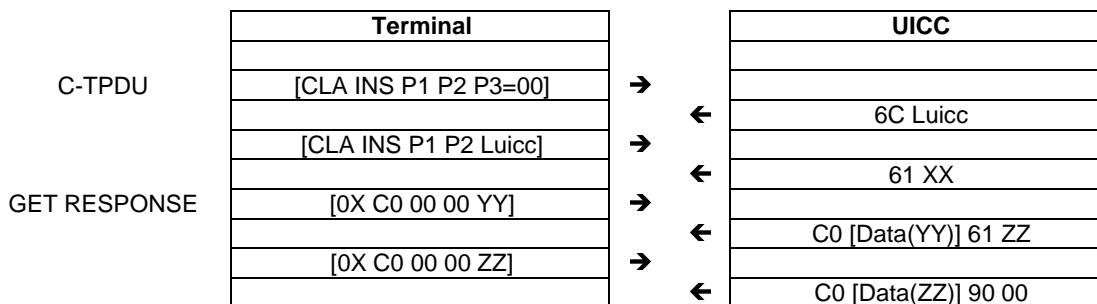 Terminal UICC
C-TPDU [CLA INS P1 P2 P3=00] →
← 6C Luicc
[CLA INS P1 P2 Luicc] →
← 61 XX
GET RESPONSE [0X C0 00 00 YY] →
← C0 [Data(YY)] 61 ZZ
[0X C0 00 00 ZZ] →
← C0 [Data(ZZ)] 90 00